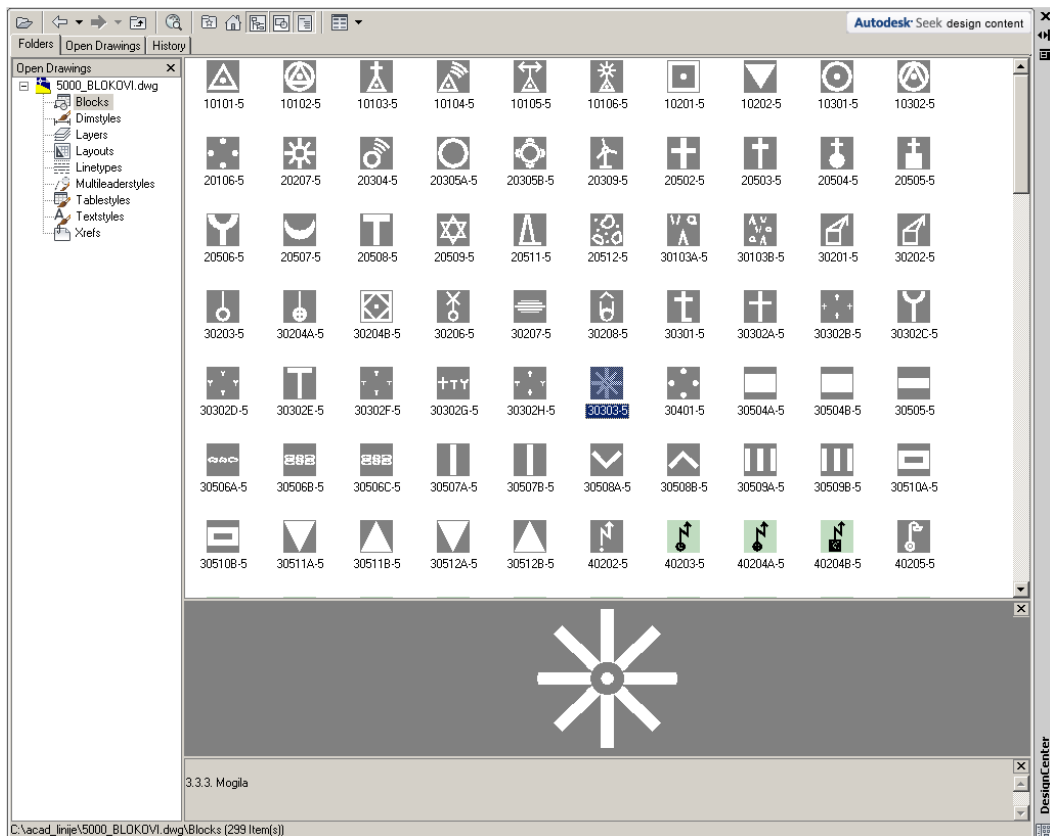 Autodesk® Seek design content
Folders Open Drawings History
Open Drawings
5000_BLOKOVI.dwg
Blocks
Dimstyles
Layers
Layouts
Linetypes
Multileaderstyles
Tablestyles
Textstyles
Xrefs
10101-5 10102-5 10103-5 10104-5 10105-5 10106-5 10201-5 10202-5 10301-5 10302-5
20106-5 20207-5 20304-5 20305A-5 20305B-5 20309-5 20502-5 20503-5 20504-5 20505-5
20506-5 20507-5 20508-5 20509-5 20511-5 20512-5 30103A-5 30103B-5 30201-5 30202-5
30203-5 30204A-5 30204B-5 30206-5 30207-5 30208-5 30301-5 30302A-5 30302B-5 30302C-5
30302D-5 30302E-5 30302F-5 30302G-5 30302H-5 30303-5 30401-5 30504A-5 30504B-5 30505-5
30506A-5 30506B-5 30506C-5 30507A-5 30507B-5 30508A-5 30508B-5 30509A-5 30509B-5 30510A-5
30510B-5 30511A-5 30511B-5 30512A-5 30512B-5 40202-5 40203-5 40204A-5 40204B-5 40205-5
3.3.3. Mogila
DesignCenter
C:\acad_linije\5000_BLOKOVI.dwg\Blocks (299 Item(s))